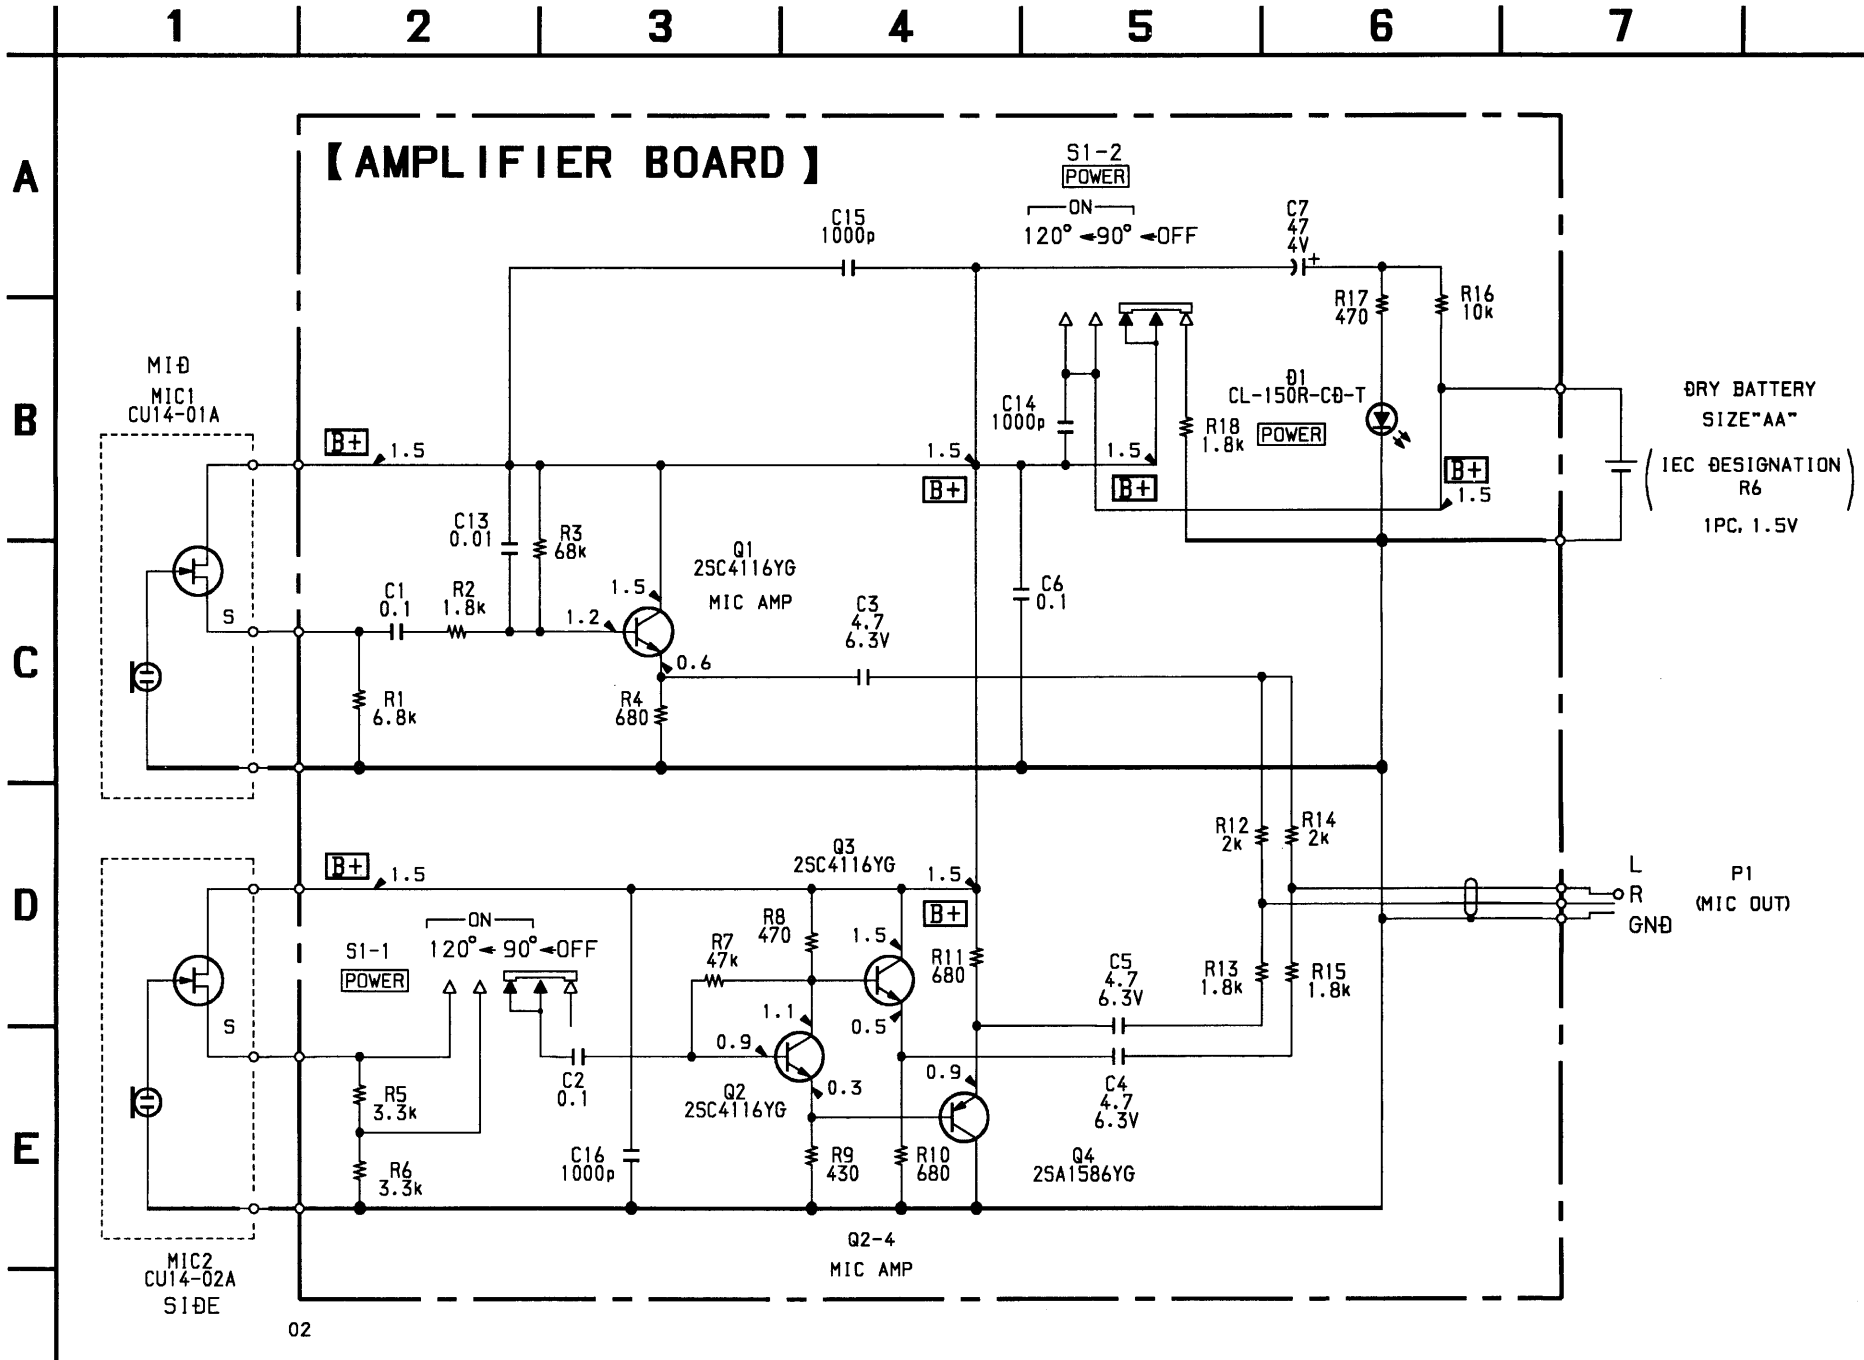 1 2 3 4 5 6 7
A
B
C
D
E
【AMPLIFIER BOARD】
S1-2
POWER
ON
120° 90° OFF
C15
1000p
C7
47
4V
+
R17
470
R16
10k
MID
MIC1
CU14-01A
B+
1.5
1.5
B+
C14
1000p
1.5
B+
R18
1.8k
D1
CL-150R-CD-T
POWER
B+
1.5
DRY BATTERY
SIZE"AA"
(IEC DESIGNATION
R6
1PC, 1.5V)
C13
0.01
R3
68k
Q1
2SC4116YG
MIC AMP
C1
0.1
R2
1.8k
1.5
1.2
0.6
C3
4.7
6.3V
C6
0.1
S
R1
6.8k
R4
680
R12
2k
R14
2k
B+
1.5
Q3
2SC4116YG
1.5
B+
L
R
GND
P1
(MIC OUT)
S1-1
POWER
ON
120° 90° OFF
R7
47k
R8
470
1.5
R11
680
C5
4.7
6.3V
R13
1.8k
R15
1.8k
S
1.1
0.5
0.9
0.3
0.9
C2
0.1
Q2
2SC4116YG
C4
4.7
6.3V
R5
3.3k
R6
3.3k
C16
1000p
R9
430
R10
680
Q4
2SA1586YG
Q2-4
MIC AMP
MIC2
CU14-02A
SIDE
02